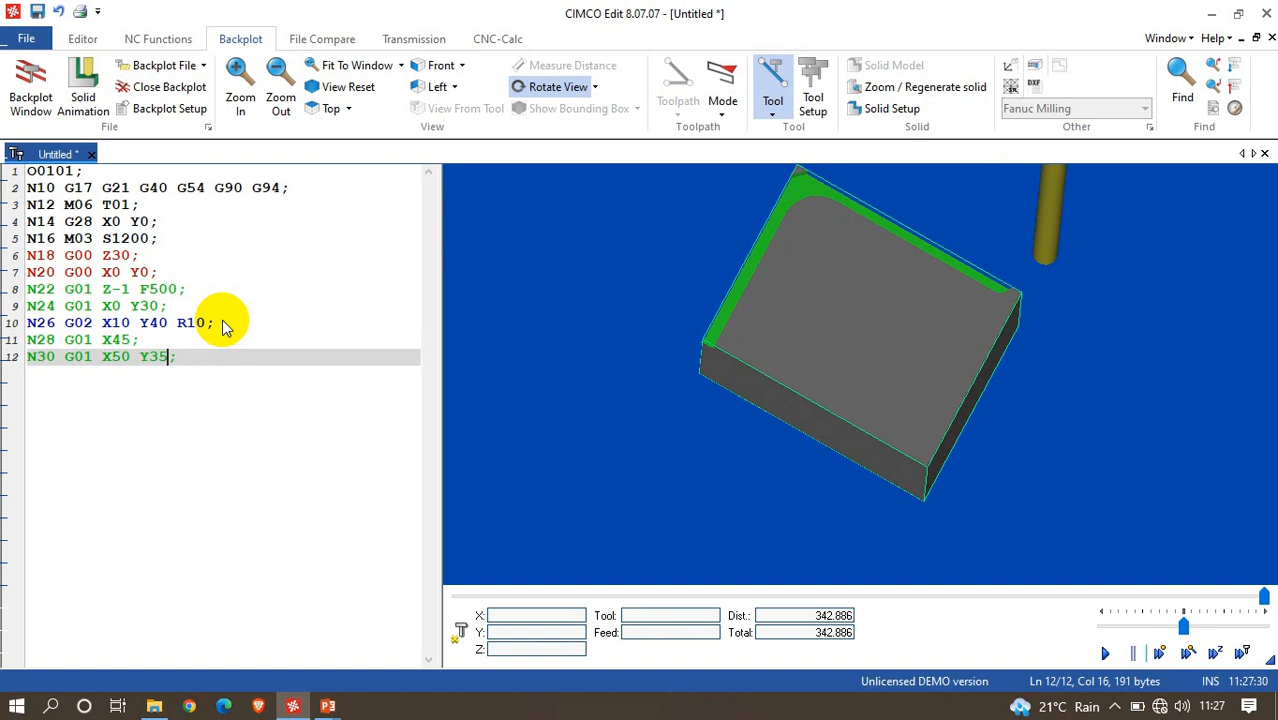 CIMCO Edit 8.07.07 - [Untitled *]
File Editor NC Functions Backplot File Compare Transmission CNC-Calc Window Help
Backplot Window
Solid Animation
Backplot File
Close Backplot
Backplot Setup
File
Zoom In
Zoom Out
Fit To Window
View Reset
Top
Front
Left
View From Tool
Rotate View
Measure Distance
Show Bounding Box
View
Toolpath
Mode
Toolpath
Tool
Tool Setup
Tool
Solid Model
Zoom / Regenerate solid
Solid Setup
Solid
DXF
Fanuc Milling
Other
Find
Find
Untitled *
1 O0101;
2 N10 G17 G21 G40 G54 G90 G94;
3 N12 M06 T01;
4 N14 G28 X0 Y0;
5 N16 M03 S1200;
6 N18 G00 Z30;
7 N20 G00 X0 Y0;
8 N22 G01 Z-1 F500;
9 N24 G01 X0 Y30;
10 N26 G02 X10 Y40 R10;
11 N28 G01 X45;
12 N30 G01 X50 Y35;
X: Tool: Dist.: 342.886
Y: Feed: Total: 342.886
Z:
Unlicensed DEMO version Ln 12/12, Col 16, 191 bytes INS 11:27:30
21°C Rain ENG 11:27